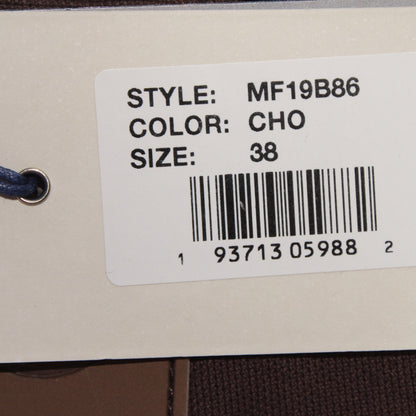 STYLE: MF19B86
COLOR: CHO
SIZE: 38
1 93713 05988 2